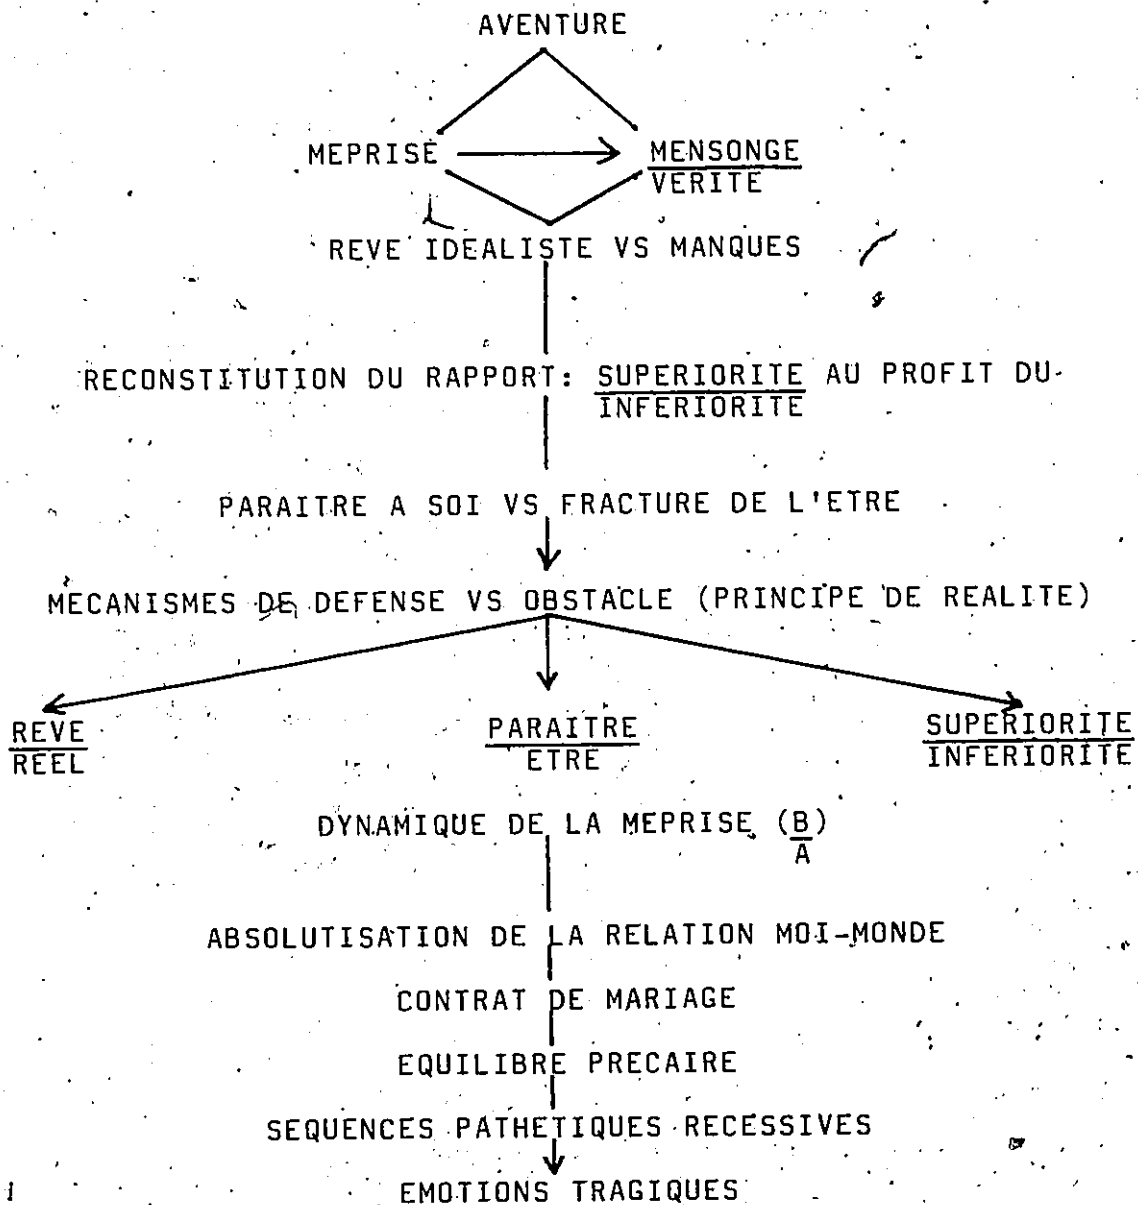 AVENTURE
MEPRISE MENSONGE
VERITE
REVE IDEALISTE VS MANQUES
RECONSTITUTION DU RAPPORT: SUPERIORITE AU PROFIT DU
INFERIORITE
PARAITRE A SOI VS FRACTURE DE L'ETRE
MECANISMES DE DEFENSE VS OBSTACLE (PRINCIPE DE REALITE)
REVE PARAITRE SUPERIORITE
REEL ETRE INFERIORITE
DYNAMIQUE DE LA MEPRISE (B)
A
ABSOLUTISATION DE LA RELATION MOI-MONDE
CONTRAT DE MARIAGE
EQUILIBRE PRECAIRE
SEQUENCES PATHETIQUES RECESSIVES
EMOTIONS TRAGIQUES